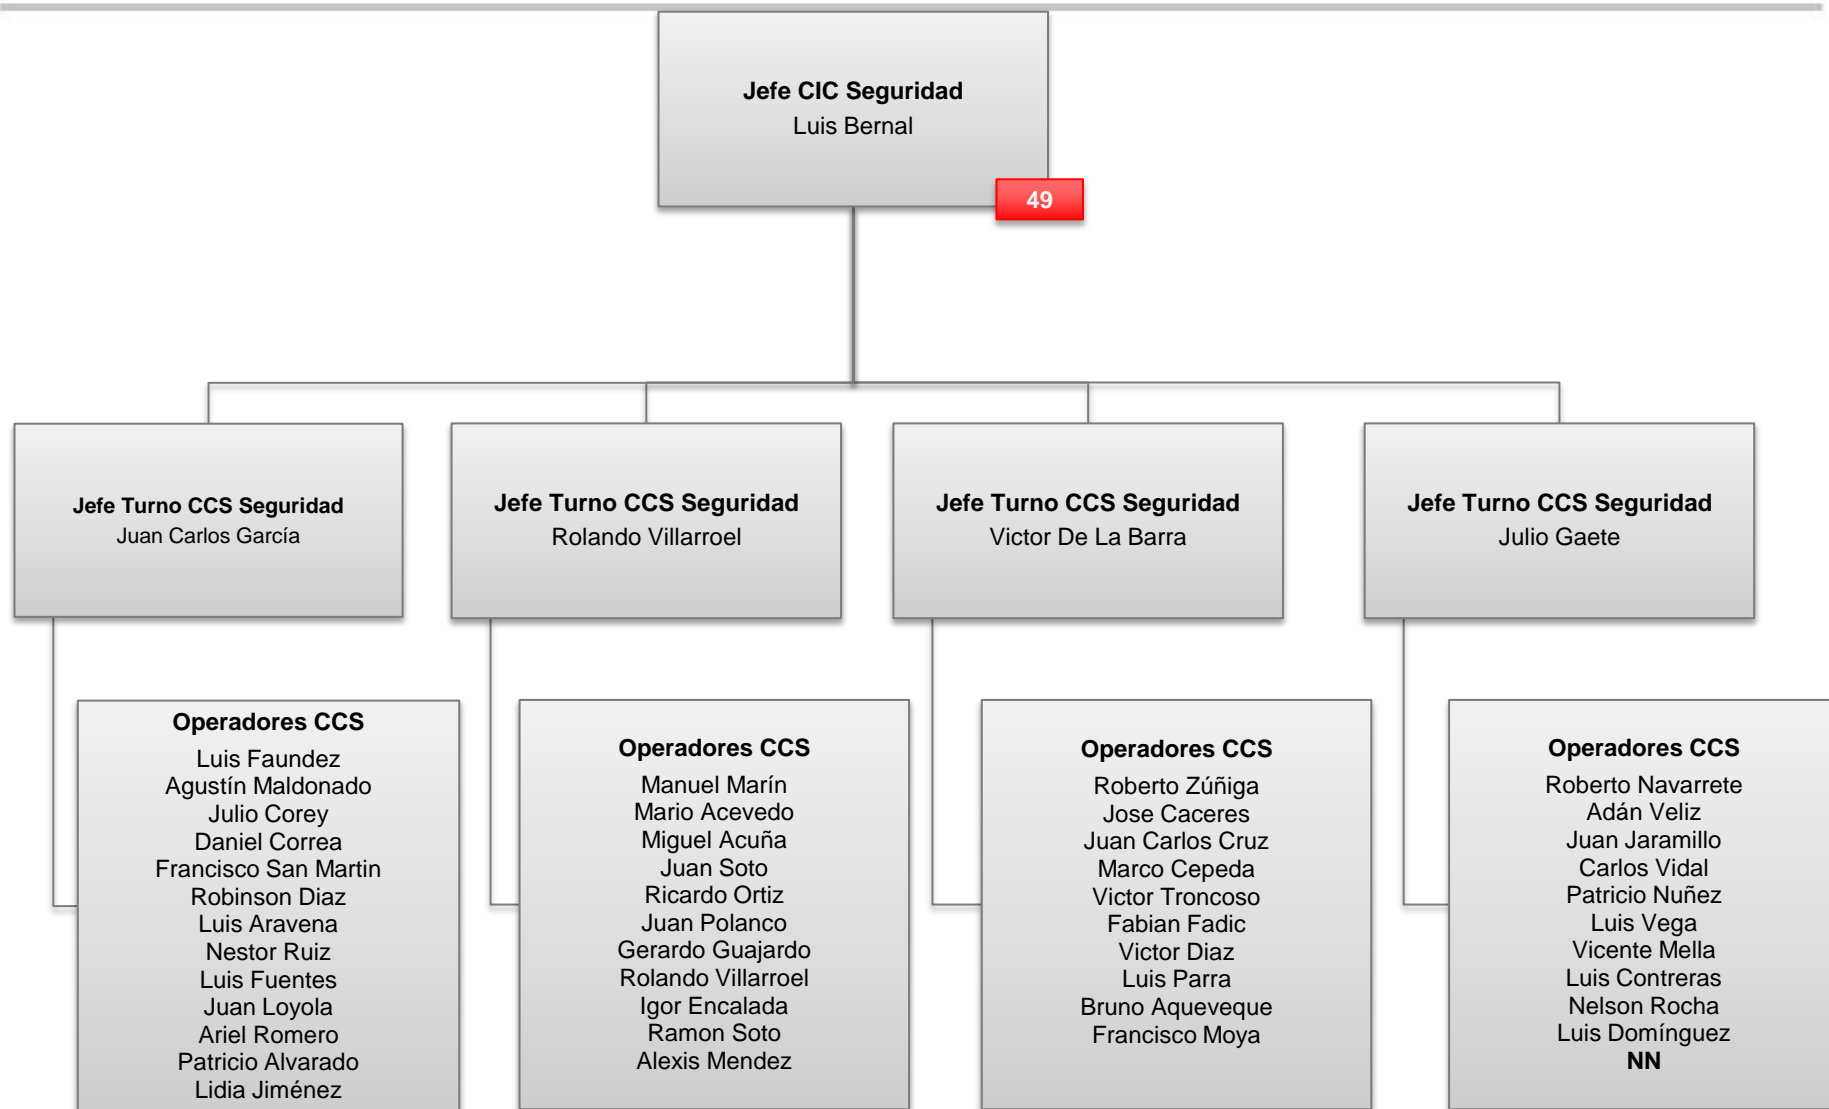 Jefe CIC Seguridad
Luis Bernal
49
Jefe Turno CCS Seguridad
Juan Carlos García
Jefe Turno CCS Seguridad
Rolando Villarroel
Jefe Turno CCS Seguridad
Victor De La Barra
Jefe Turno CCS Seguridad
Julio Gaete
Operadores CCS
Luis Faundez
Agustín Maldonado
Julio Corey
Daniel Correa
Francisco San Martin
Robinson Diaz
Luis Aravena
Nestor Ruiz
Luis Fuentes
Juan Loyola
Ariel Romero
Patricio Alvarado
Lidia Jiménez
Operadores CCS
Manuel Marín
Mario Acevedo
Miguel Acuña
Juan Soto
Ricardo Ortiz
Juan Polanco
Gerardo Guajardo
Rolando Villarroel
Igor Encalada
Ramon Soto
Alexis Mendez
Operadores CCS
Roberto Zúñiga
Jose Caceres
Juan Carlos Cruz
Marco Cepeda
Victor Troncoso
Fabian Fadic
Victor Diaz
Luis Parra
Bruno Aqueveque
Francisco Moya
Operadores CCS
Roberto Navarrete
Adán Veliz
Juan Jaramillo
Carlos Vidal
Patricio Nuñez
Luis Vega
Vicente Mella
Luis Contreras
Nelson Rocha
Luis Domínguez
NN